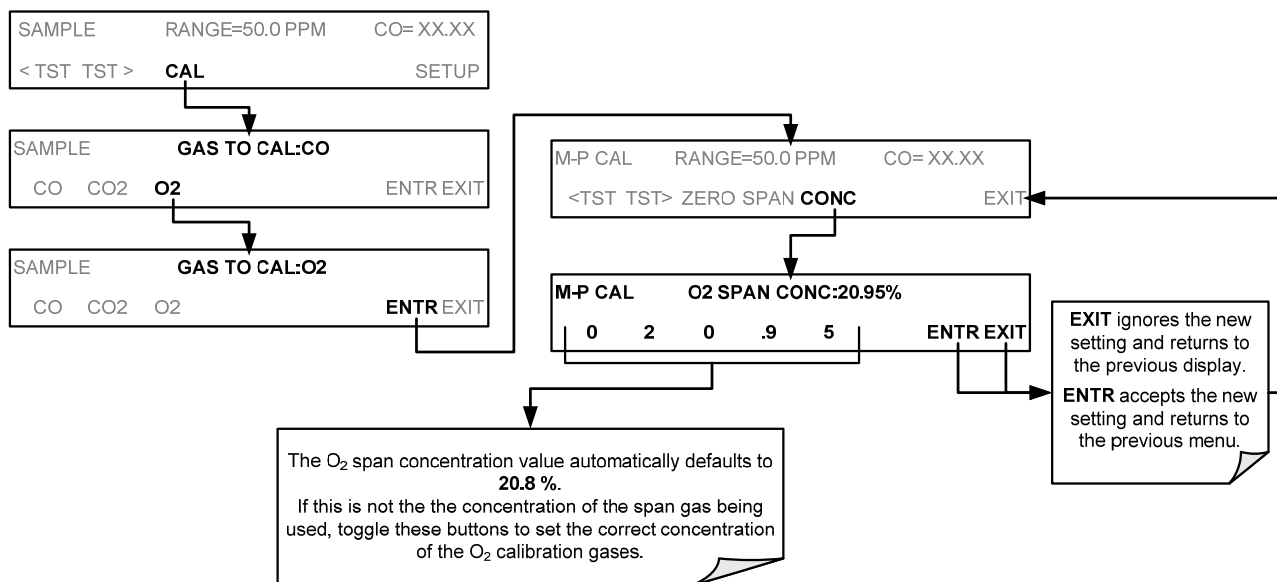 SAMPLE RANGE=50.0 PPM CO= XX.XX
< TST TST > CAL SETUP
SAMPLE GAS TO CAL:CO
CO CO2 O2 ENTR EXIT
SAMPLE GAS TO CAL:O2
CO CO2 O2 ENTR EXIT
M-P CAL RANGE=50.0 PPM CO= XX.XX
<TST TST> ZERO SPAN CONC EXIT
M-P CAL O2 SPAN CONC:20.95%
0 2 0 .9 5 ENTR EXIT
EXIT ignores the new
setting and returns to
the previous display.
ENTR accepts the new
setting and returns to
the previous menu.
The O₂ span concentration value automatically defaults to
20.8 %.
If this is not the the concentration of the span gas being
used, toggle these buttons to set the correct concentration
of the O₂ calibration gases.